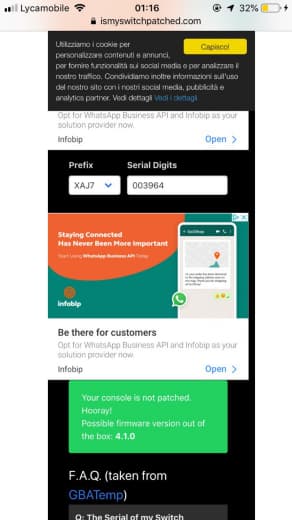 Lycamobile
01:16
32%
ismyswitchpatched.com
Utilizziamo i cookie per
personalizzare contenuti e annunci,
per fornire funzionalità sui social media e per analizzare il
nostro traffico. Condividiamo inoltre informazioni sull'uso
del nostro sito con i nostri social media, pubblicità e
analytics partner. Vedi dettagli Vedi i dettagli
Capisco!
Opt for WhatsApp Business API and Infobip as your
solution provider now.
Infobip
Open
Prefix
Serial Digits
XAJ7
003964
Staying Connected
Has Never Been More Important
Start Using WhatsApp Business API Today
infobip
Be there for customers
Opt for WhatsApp Business API and Infobip as your
solution provider now.
Infobip
Open
Your console is not patched.
Hooray!
Possible firmware version out of
the box: 4.1.0
F.A.Q. (taken from
GBATemp)
Q: The Serial of my Switch